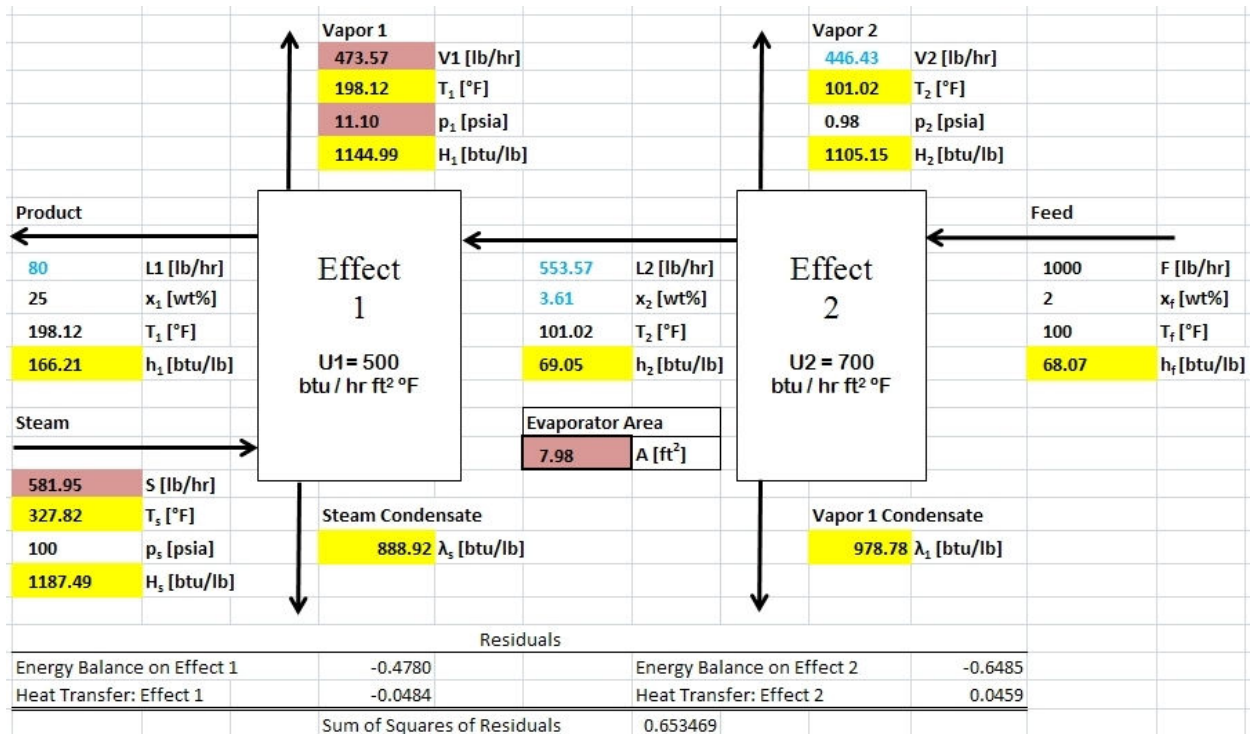 Vapor 1 Vapor 2
473.57 V1 [lb/hr] 446.43 V2 [lb/hr]
198.12 T₁ [°F] 101.02 T₂ [°F]
11.10 p₁ [psia] 0.98 p₂ [psia]
1144.99 H₁ [btu/lb] 1105.15 H₂ [btu/lb]
Product Feed
80 L1 [lb/hr] Effect 553.57 L2 [lb/hr] Effect 1000 F [lb/hr]
25 x₁ [wt%] 1 3.61 x₂ [wt%] 2 2 x_f [wt%]
198.12 T₁ [°F] 101.02 T₂ [°F] 100 T_f [°F]
166.21 h₁ [btu/lb] U1= 500 69.05 h₂ [btu/lb] U2 = 700 68.07 h_f [btu/lb]
btu / hr ft² ºF btu / hr ft² ºF
Steam Evaporator Area
7.98 A [ft²]
581.95 S [lb/hr]
327.82 Tₛ [°F] Steam Condensate Vapor 1 Condensate
100 pₛ [psia] 888.92 λₛ [btu/lb] 978.78 λ₁ [btu/lb]
1187.49 Hₛ [btu/lb]
Residuals
Energy Balance on Effect 1 -0.4780 Energy Balance on Effect 2 -0.6485
Heat Transfer: Effect 1 -0.0484 Heat Transfer: Effect 2 0.0459
Sum of Squares of Residuals 0.653469